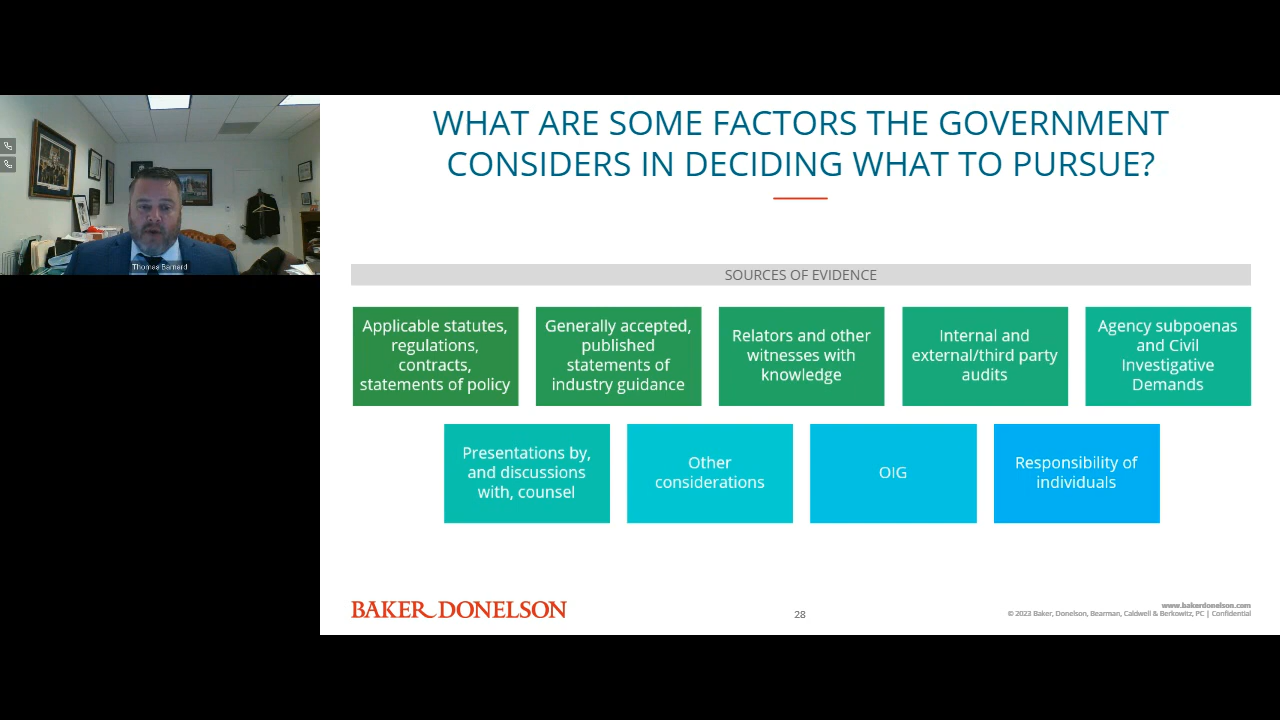 WHAT ARE SOME FACTORS THE GOVERNMENT
CONSIDERS IN DECIDING WHAT TO PURSUE?
Thomas Barnard
SOURCES OF EVIDENCE
Applicable statutes,
regulations,
contracts,
statements of policy
Generally accepted,
published
statements of
industry guidance
Relators and other
witnesses with
knowledge
Internal and
external/third party
audits
Agency subpoenas
and Civil
Investigative
Demands
Presentations by,
and discussions
with, counsel
Other
considerations
OIG
Responsibility of
individuals
BAKER DONELSON
28
www.bakerdonelson.com
© 2023 Baker, Donelson, Bearman, Caldwell & Berkowitz, PC | Confidential